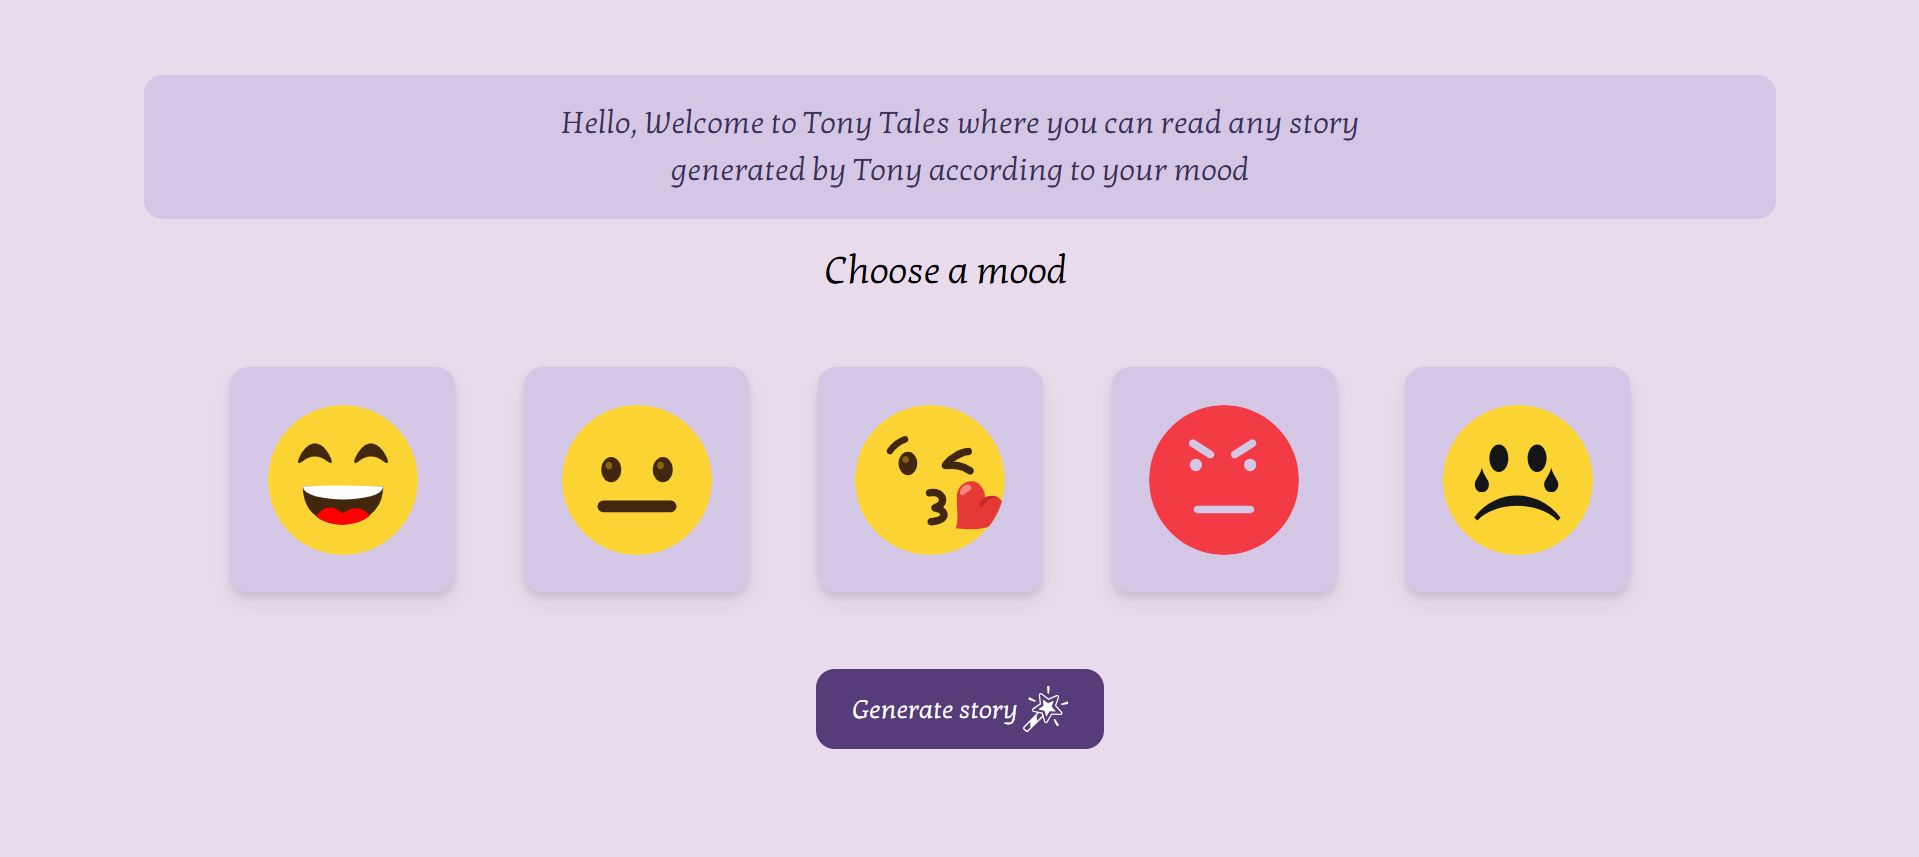 Hello, Welcome to Tony Tales where you can read any story
generated by Tony according to your mood
Choose a mood
Generate story